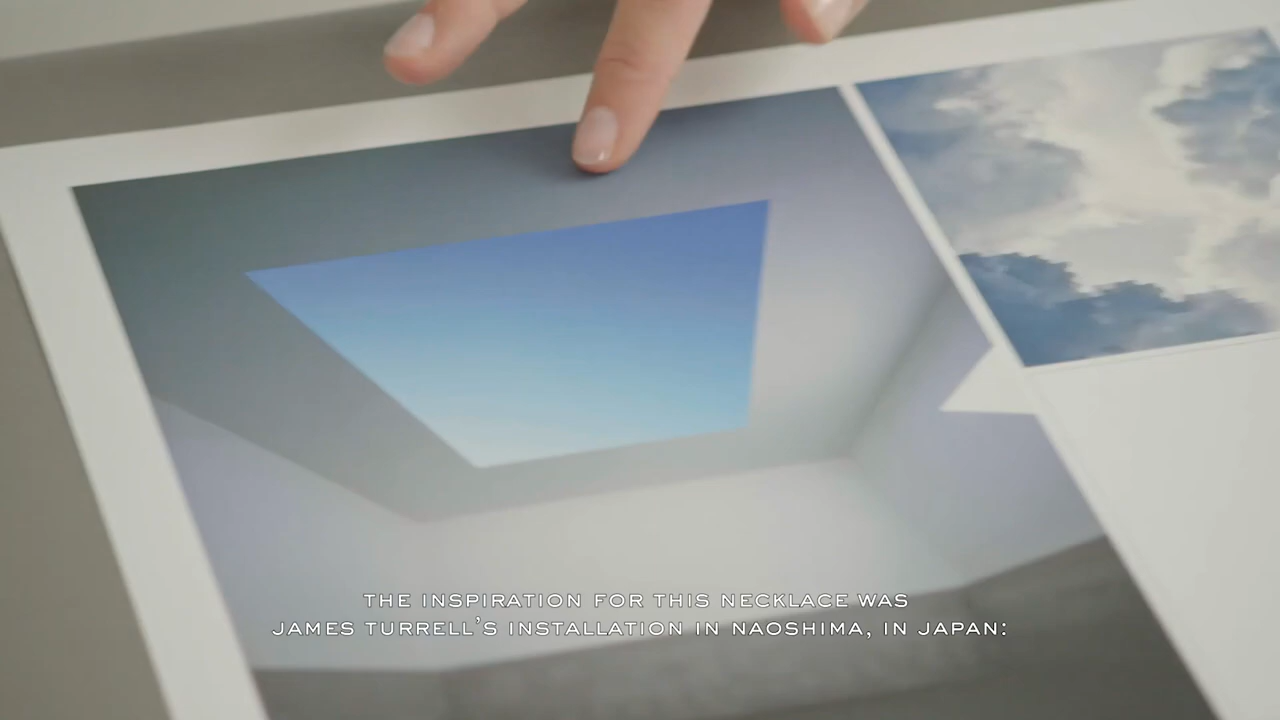 THE INSPIRATION FOR THIS NECKLACE WAS
JAMES TURRELL'S INSTALLATION IN NAOSHIMA, IN JAPAN: